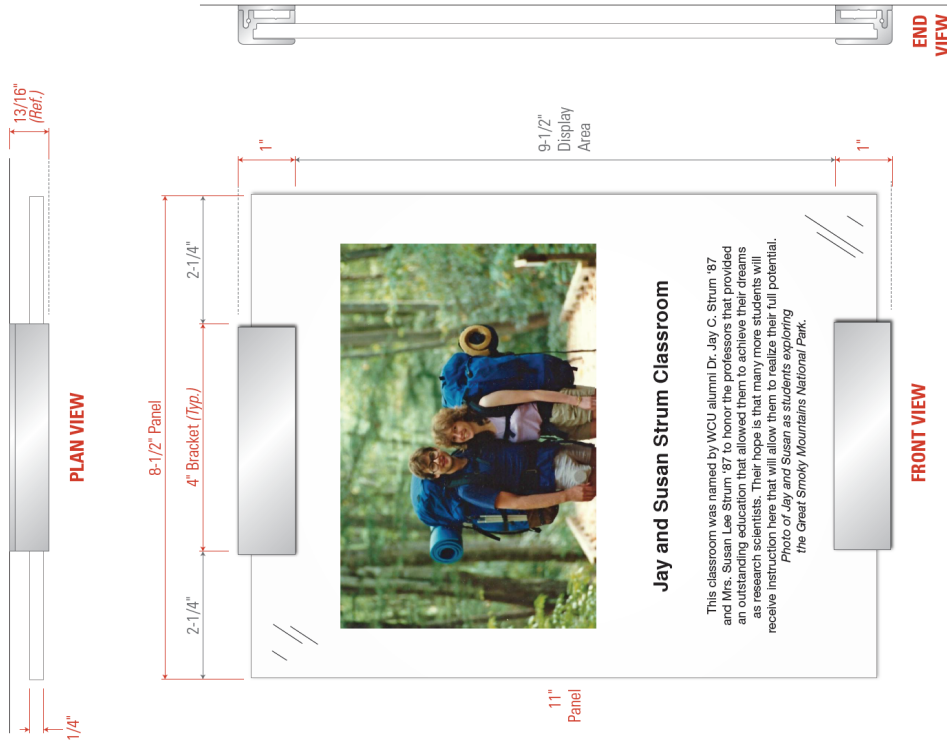 PLAN VIEW
13/16"
(Ref.)
1/4"
8-1/2" Panel
2-1/4"
4" Bracket (Typ.)
2-1/4"
1"
9-1/2"
Display
Area
1"
11"
Panel
Jay and Susan Strum Classroom
This classroom was named by WCU alumni Dr. Jay C. Strum ‘87
and Mrs. Susan Lee Strum ‘87 to honor the professors that provided
an outstanding education that allowed them to achieve their dreams
as research scientists. Their hope is that many more students will
receive instruction here that will allow them to realize their full potential.
Photo of Jay and Susan as students exploring
the Great Smoky Mountains National Park.
FRONT VIEW
END
VIEW